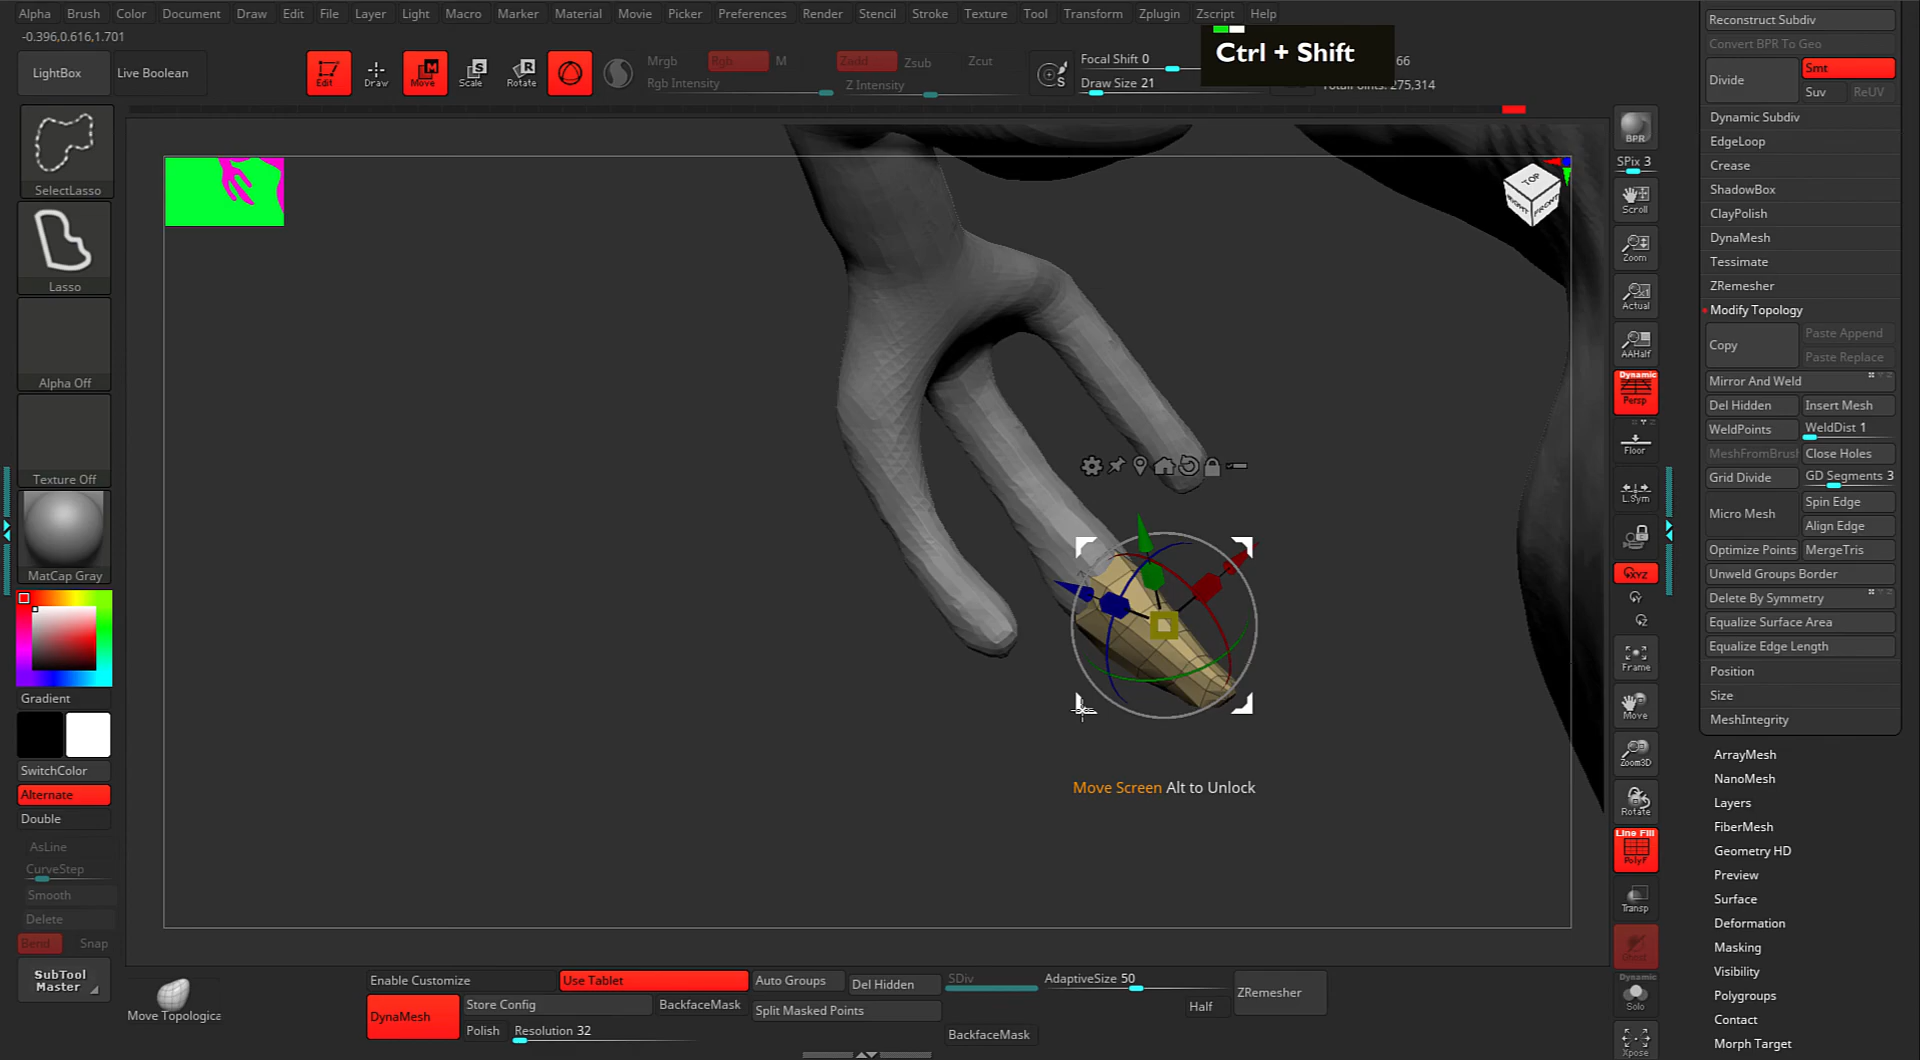 Alpha Brush Color Document Draw Edit File Layer Light Macro Marker Material Movie Picker Preferences Render Stencil Stroke Texture Tool Transform Zplugin Zscript Help
-0.396,0.616,1.701
Ctrl + Shift
LightBox
Live Boolean
Edit
Draw
Move
Scale
Rotate
Mrgb
Rgb
M
Rgb Intensity
Zadd
Zsub
Zcut
Z Intensity
Focal Shift 0
Draw Size 21
66
TotalPoints: 275,314
SelectLasso
Lasso
Alpha Off
Texture Off
MatCap Gray
Gradient
SwitchColor
Alternate
Double
AsLine
CurveStep
Smooth
Delete
Bend
Snap
SubTool
Master
TOP
RIGHT
FRONT
Move Screen Alt to Unlock
Move Topologica
Enable Customize
Use Tablet
DynaMesh
Store Config
BackfaceMask
Polish
Resolution 32
Auto Groups
Del Hidden
Split Masked Points
SDiv
AdaptiveSize 50
Half
ZRemesher
BackfaceMask
BPR
SPix 3
Scroll
Zoom
Actual
AAHalf
Dynamic
Persp
Floor
L.Sym
XYZ
Frame
Move
Zoom3D
Rotate
Line Fill
PolyF
Transp
Ghost
Dynamic
Solo
Xpose
Reconstruct Subdiv
Convert BPR To Geo
Divide
Smt
Suv
ReUV
Dynamic Subdiv
EdgeLoop
Crease
ShadowBox
ClayPolish
DynaMesh
Tessimate
ZRemesher
Modify Topology
Copy
Paste Append
Paste Replace
Mirror And Weld
Del Hidden
Insert Mesh
WeldPoints
WeldDist 1
MeshFromBrush
Close Holes
Grid Divide
GD Segments 3
Micro Mesh
Spin Edge
Align Edge
Optimize Points
MergeTris
Unweld Groups Border
Delete By Symmetry
Equalize Surface Area
Equalize Edge Length
Position
Size
MeshIntegrity
ArrayMesh
NanoMesh
Layers
FiberMesh
Geometry HD
Preview
Surface
Deformation
Masking
Visibility
Polygroups
Contact
Morph Target